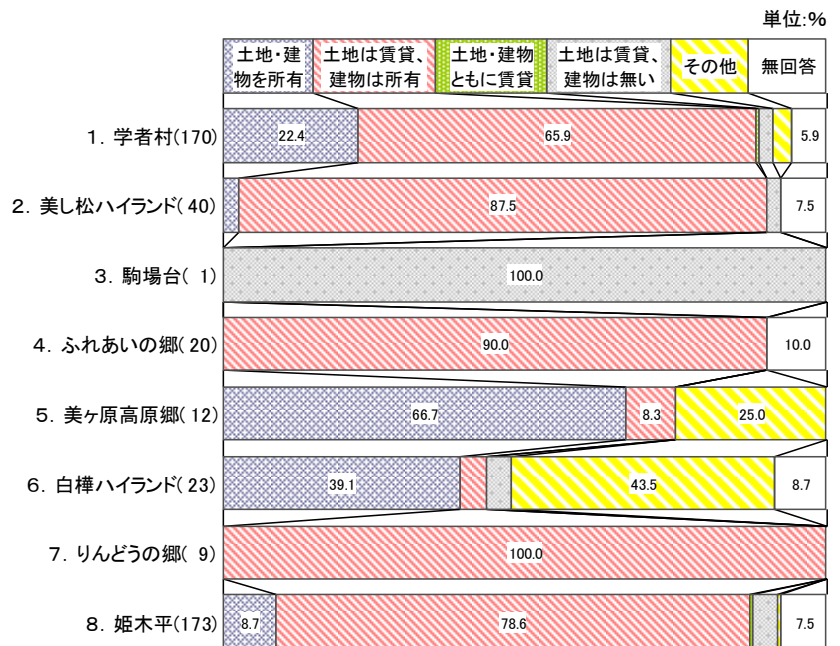 単位:%
土地・建物を所有
土地は賃貸、建物は所有
土地・建物ともに賃貸
土地は賃貸、建物は無い
その他
無回答
1. 学者村(170)
22.4
65.9
5.9
2. 美し松ハイランド( 40)
87.5
7.5
3. 駒場台( 1)
100.0
4. ふれあいの郷( 20)
90.0
10.0
5. 美ヶ原高原郷( 12)
66.7
8.3
25.0
6. 白樺ハイランド( 23)
39.1
43.5
8.7
7. りんどうの郷( 9)
100.0
8. 姫木平(173)
8.7
78.6
7.5